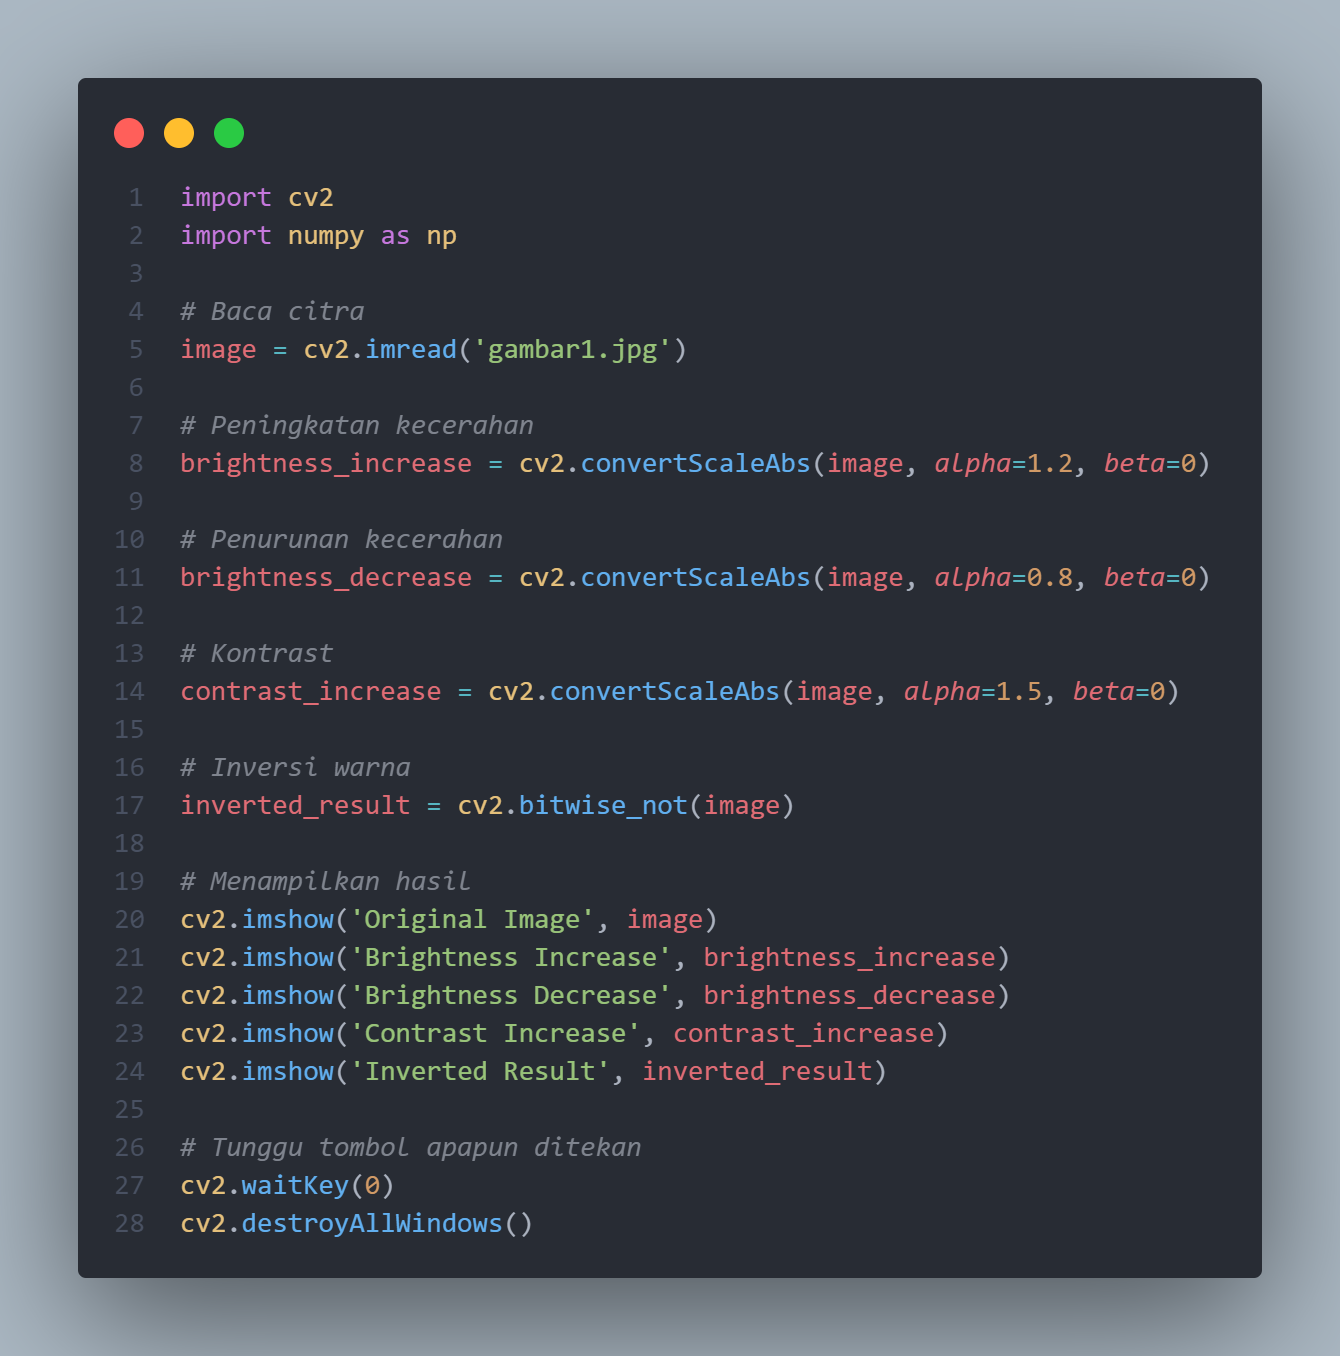 1 import cv2
2 import numpy as np
3
4 # Baca citra
5 image = cv2.imread('gambar1.jpg')
6
7 # Peningkatan kecerahan
8 brightness_increase = cv2.convertScaleAbs(image, alpha=1.2, beta=0)
9
10 # Penurunan kecerahan
11 brightness_decrease = cv2.convertScaleAbs(image, alpha=0.8, beta=0)
12
13 # Kontrast
14 contrast_increase = cv2.convertScaleAbs(image, alpha=1.5, beta=0)
15
16 # Inversi warna
17 inverted_result = cv2.bitwise_not(image)
18
19 # Menampilkan hasil
20 cv2.imshow('Original Image', image)
21 cv2.imshow('Brightness Increase', brightness_increase)
22 cv2.imshow('Brightness Decrease', brightness_decrease)
23 cv2.imshow('Contrast Increase', contrast_increase)
24 cv2.imshow('Inverted Result', inverted_result)
25
26 # Tunggu tombol apapun ditekan
27 cv2.waitKey(0)
28 cv2.destroyAllWindows()